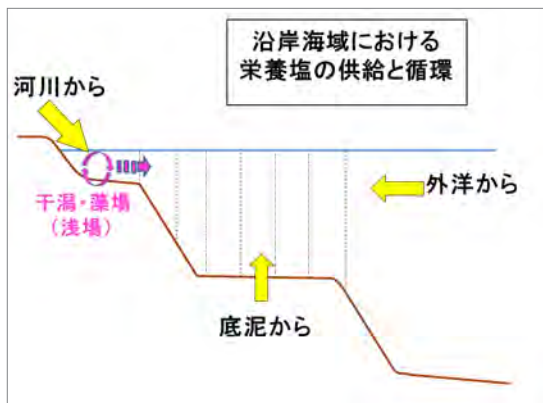 沿岸海域における
栄養塩の供給と循環
河川から
外洋から
干潟・藻場
(浅場)
底泥から